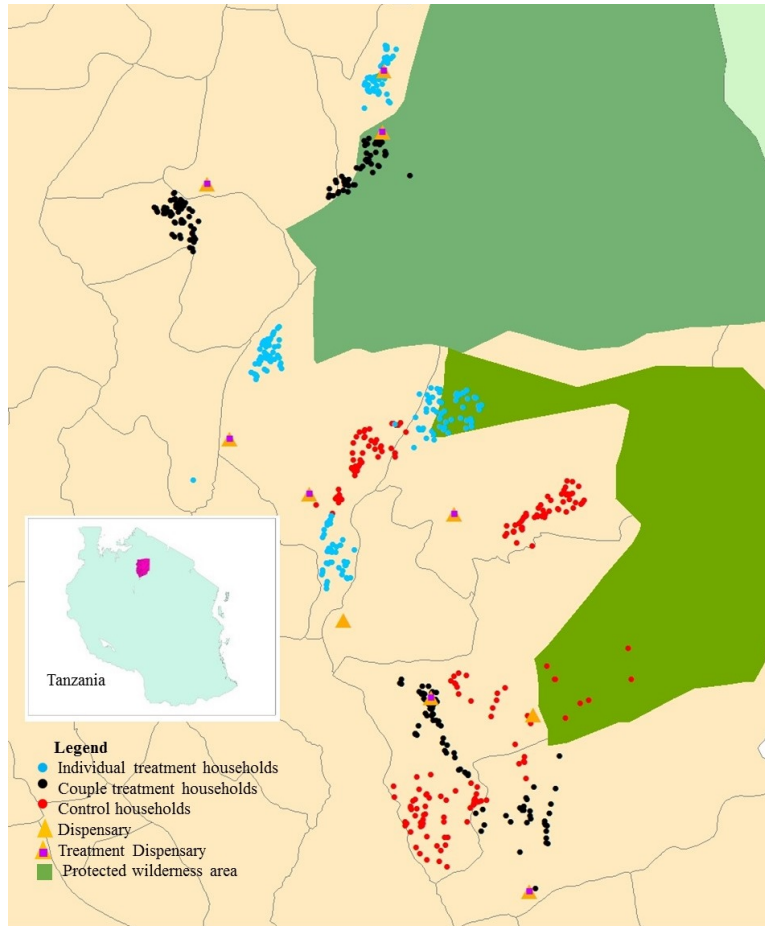 Tanzania
Legend
Individual treatment households
Couple treatment households
Control households
Dispensary
Treatment Dispensary
Protected wilderness area